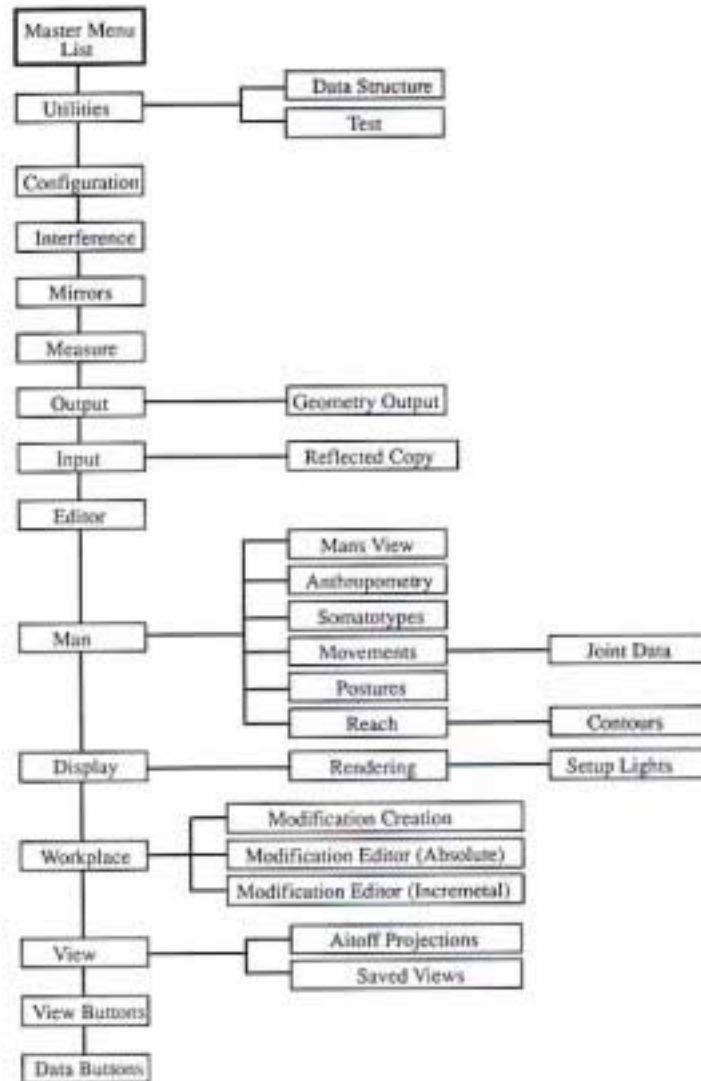 Master Menu
List
Utilities
Data Structure
Test
Configuration
Interference
Mirrors
Measure
Output
Geometry Output
Input
Reflected Copy
Editor
Mans View
Anthropometry
Somatotypes
Man
Movements
Joint Data
Postures
Reach
Contours
Display
Rendering
Setup Lights
Modification Creation
Workplace
Modification Editor (Absolute)
Modification Editor (Incremetal)
Aitoff Projections
View
Saved Views
View Buttons
Data Buttons